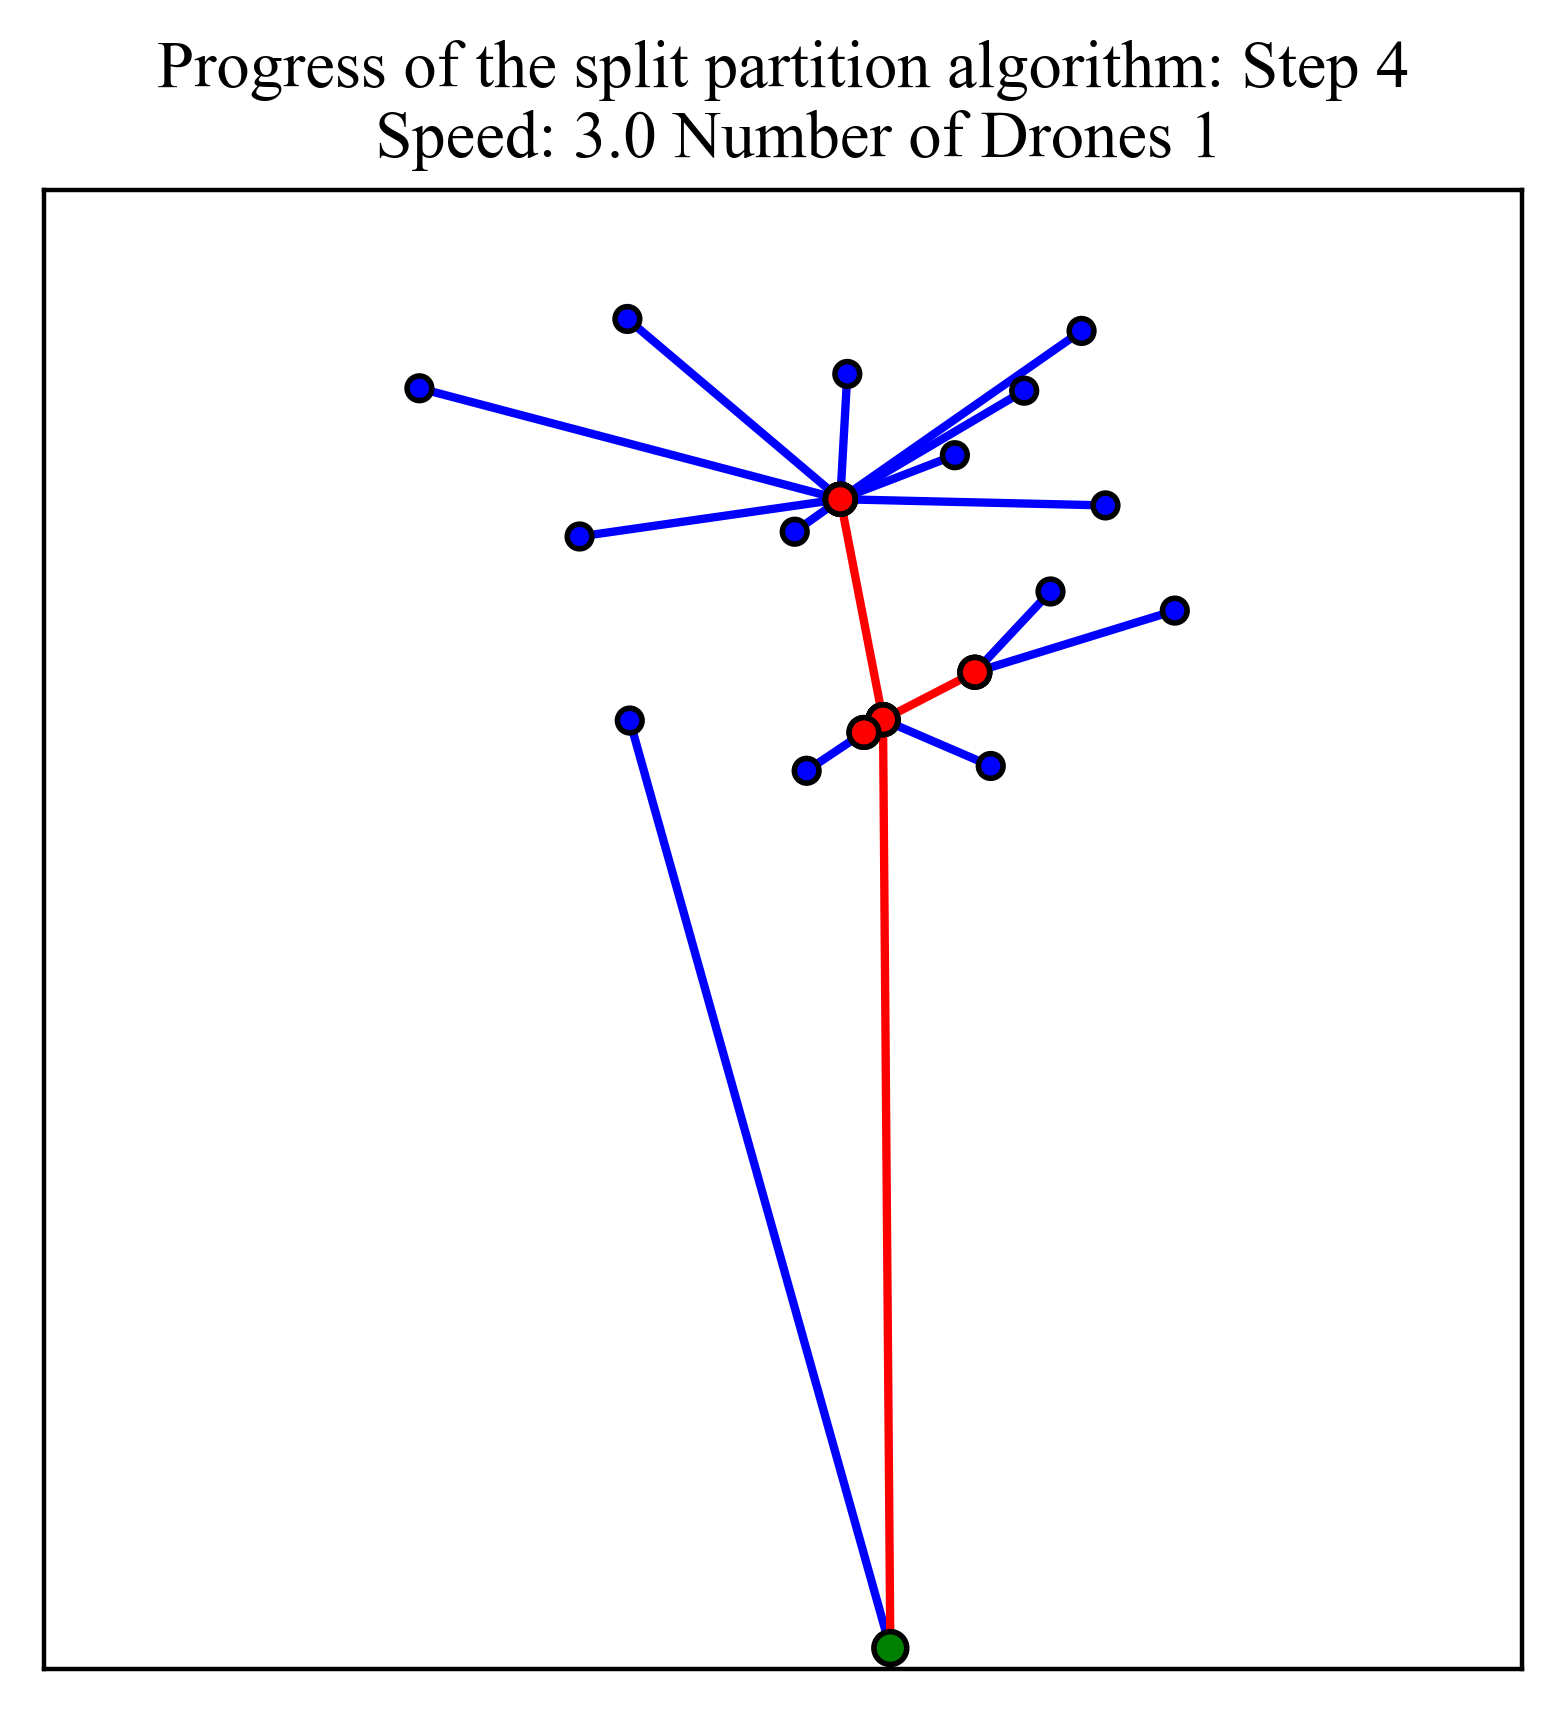 Progress of the split partition algorithm: Step 4
Speed: 3.0 Number of Drones 1